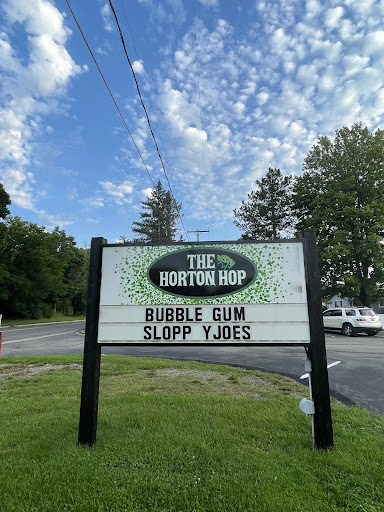 THE
HORTON HOP
BUBBLE GUM
SLOPP YJOES